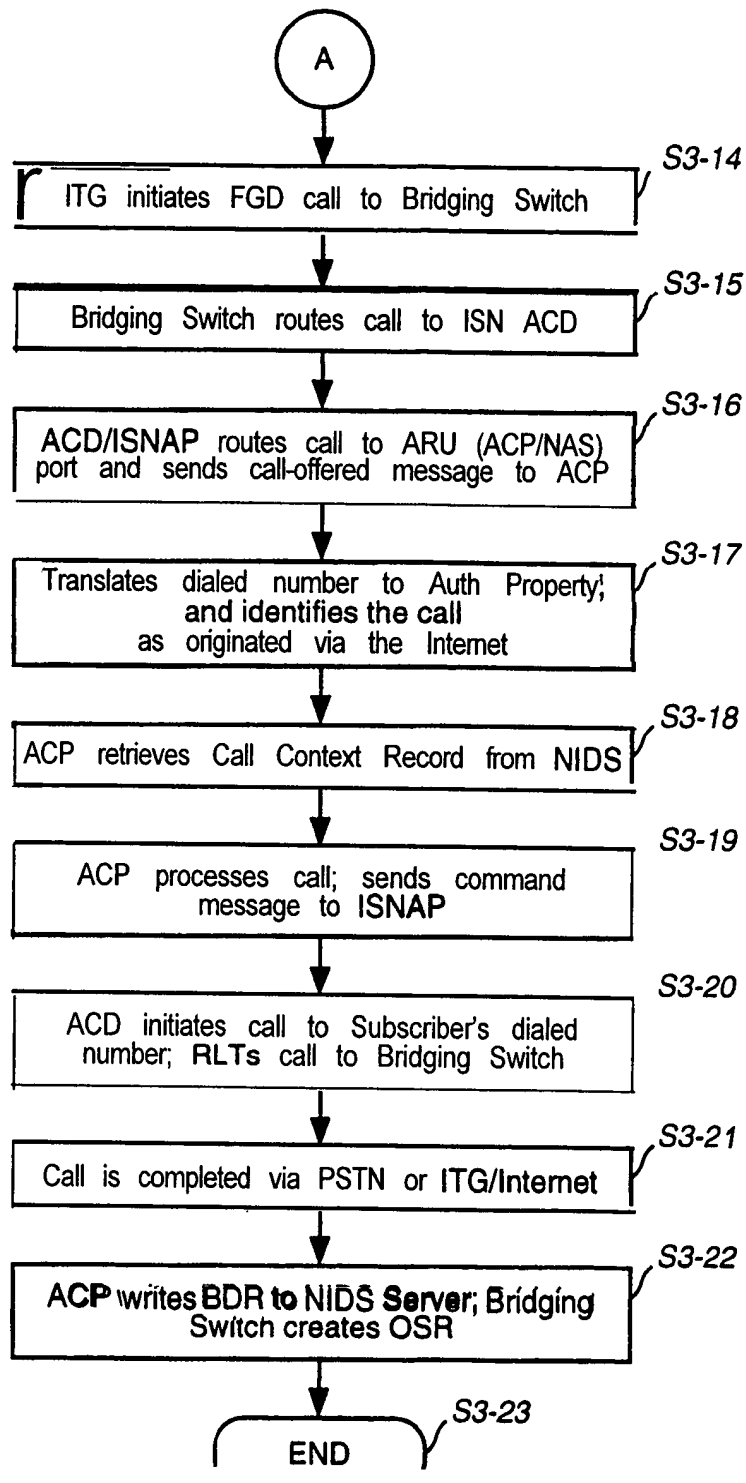 A
S3-14
ITG initiates FGD call to Bridging Switch
S3-15
Bridging Switch routes call to ISN ACD
S3-16
ACD/ISNAP routes call to ARU (ACP/NAS)
port and sends call-offered message to ACP
S3-17
Translates dialed number to Auth Property;
and identifies the call
as originated via the Internet
S3-18
ACP retrieves Call Context Record from NIDS
S3-19
ACP processes call; sends command
message to ISNAP
S3-20
ACD initiates call to Subscriber's dialed
number; RLTs call to Bridging Switch
S3-21
Call is completed via PSTN or ITG/Internet
S3-22
ACP writes BDR to NIDS Server; Bridging
Switch creates OSR
S3-23
END